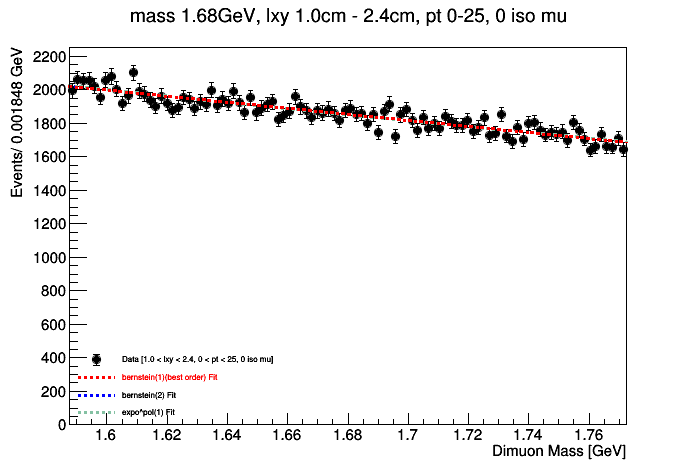 mass 1.68GeV, lxy 1.0cm - 2.4cm, pt 0-25, 0 iso mu
Events/ 0.001848 GeV
2200
2000
1800
1600
1400
1200
1000
800
600
400
200
0
Data [1.0 < lxy < 2.4, 0 < pt < 25, 0 iso mu]
bernstein(1)(best order) Fit
bernstein(2) Fit
expo*pol(1) Fit
1.6 1.62 1.64 1.66 1.68 1.7 1.72 1.74 1.76
Dimuon Mass [GeV]